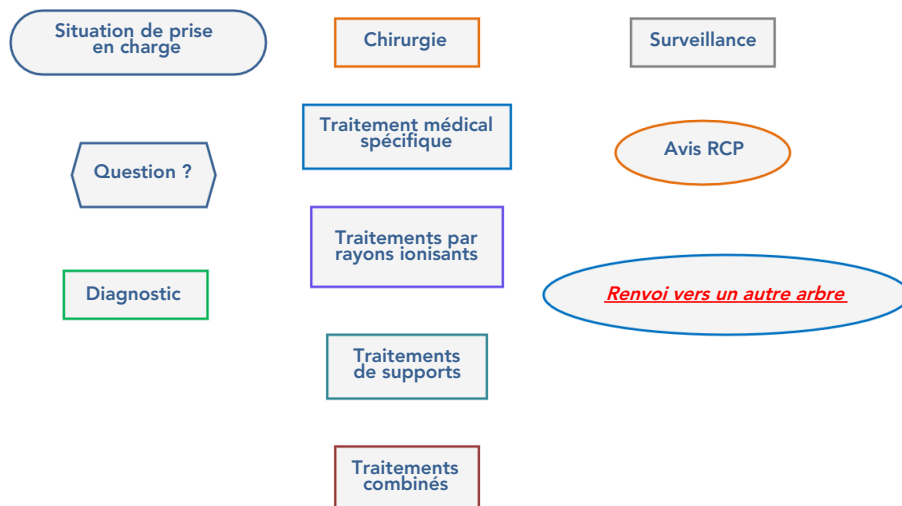 Situation de prise
en charge
Chirurgie
Surveillance
Traitement médical
spécifique
Avis RCP
Question ?
Traitements par
rayons ionisants
Diagnostic
Renvoi vers un autre arbre
Traitements
de supports
Traitements
combinés